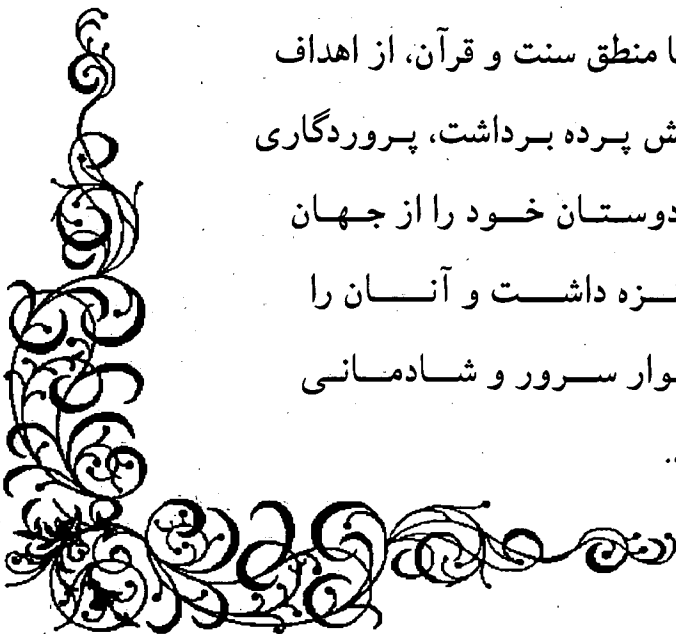 منطق سنت و قرآن، از اهداف
پرده برداشت، پروردگاری
دوستان خود را از جهان
داشت و آنان را
سرور و شادمانی